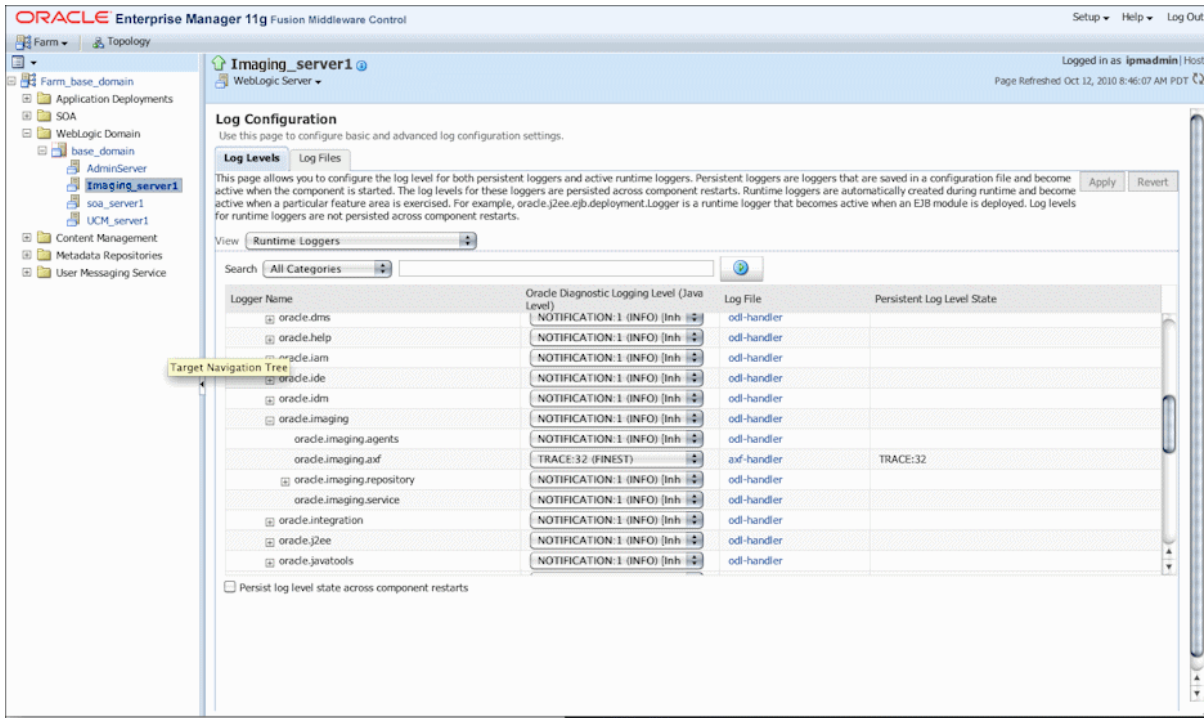 ORACLE Enterprise Manager 11g Fusion Middleware Control
Setup Help Log Out
Farm Topology
Farm_base_domain
Application Deployments
SOA
WebLogic Domain
base_domain
AdminServer
Imaging_server1
soa_server1
UCM_server1
Content Management
Metadata Repositories
User Messaging Service
Target Navigation Tree
Imaging_server1
WebLogic Server
Logged in as ipmadmin| Host
Page Refreshed Oct 12, 2010 8:46:07 AM PDT
Log Configuration
Use this page to configure basic and advanced log configuration settings.
Log Levels Log Files
This page allows you to configure the log level for both persistent loggers and active runtime loggers. Persistent loggers are loggers that are saved in a configuration file and become
active when the component is started. The log levels for these loggers are persisted across component restarts. Runtime loggers are automatically created during runtime and become
active when a particular feature area is exercised. For example, oracle.j2ee.ejb.deployment.Logger is a runtime logger that becomes active when an EJB module is deployed. Log levels
for runtime loggers are not persisted across component restarts.
Apply Revert
View Runtime Loggers
Search All Categories
Logger Name Oracle Diagnostic Logging Level (Java Level) Log File Persistent Log Level State
oracle.dms NOTIFICATION:1 (INFO) [Inh odl-handler
oracle.help NOTIFICATION:1 (INFO) [Inh odl-handler
oracle.iam NOTIFICATION:1 (INFO) [Inh odl-handler
oracle.ide NOTIFICATION:1 (INFO) [Inh odl-handler
oracle.idm NOTIFICATION:1 (INFO) [Inh odl-handler
oracle.imaging NOTIFICATION:1 (INFO) [Inh odl-handler
oracle.imaging.agents NOTIFICATION:1 (INFO) [Inh odl-handler
oracle.imaging.axf TRACE:32 (FINEST) axf-handler TRACE:32
oracle.imaging.repository NOTIFICATION:1 (INFO) [Inh odl-handler
oracle.imaging.service NOTIFICATION:1 (INFO) [Inh odl-handler
oracle.integration NOTIFICATION:1 (INFO) [Inh odl-handler
oracle.j2ee NOTIFICATION:1 (INFO) [Inh odl-handler
oracle.javatools NOTIFICATION:1 (INFO) [Inh odl-handler
Persist log level state across component restarts